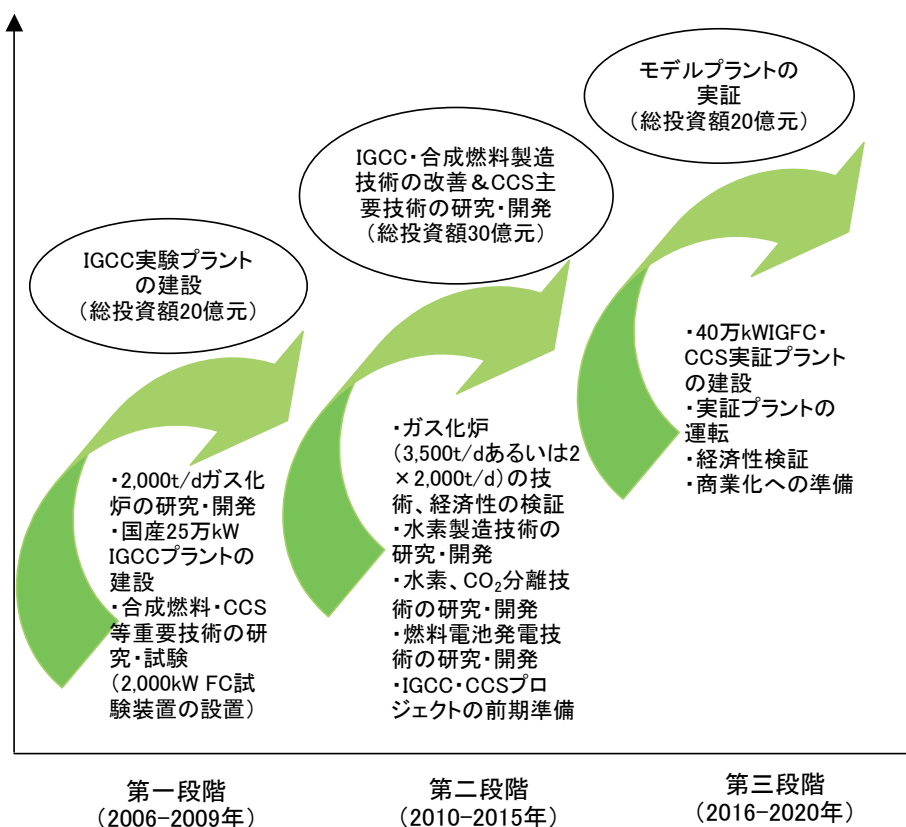 IGCC実験プラント
の建設
(総投資額20億元)
・2,000t/dガス化
炉の研究・開発
・国産25万kW
IGCCプラントの
建設
・合成燃料・CCS
等重要技術の研
究・試験
(2,000kW FC試
験装置の設置)
第一段階
(2006-2009年)
IGCC・合成燃料製造
技術の改善&CCS主
要技術の研究・開発
(総投資額30億元)
・ガス化炉
(3,500t/dあるいは2
×2,000t/d)の技
術、経済性の検証
・水素製造技術の
研究・開発
・水素、CO₂分離技
術の研究・開発
・燃料電池発電技
術の研究・開発
・IGCC・CCSプロ
ジェクトの前期準備
第二段階
(2010-2015年)
モデルプラントの
実証
(総投資額20億元)
・40万kWIGFC・
CCS実証プラント
の建設
・実証プラントの
運転
・経済性検証
・商業化への準備
第三段階
(2016-2020年)